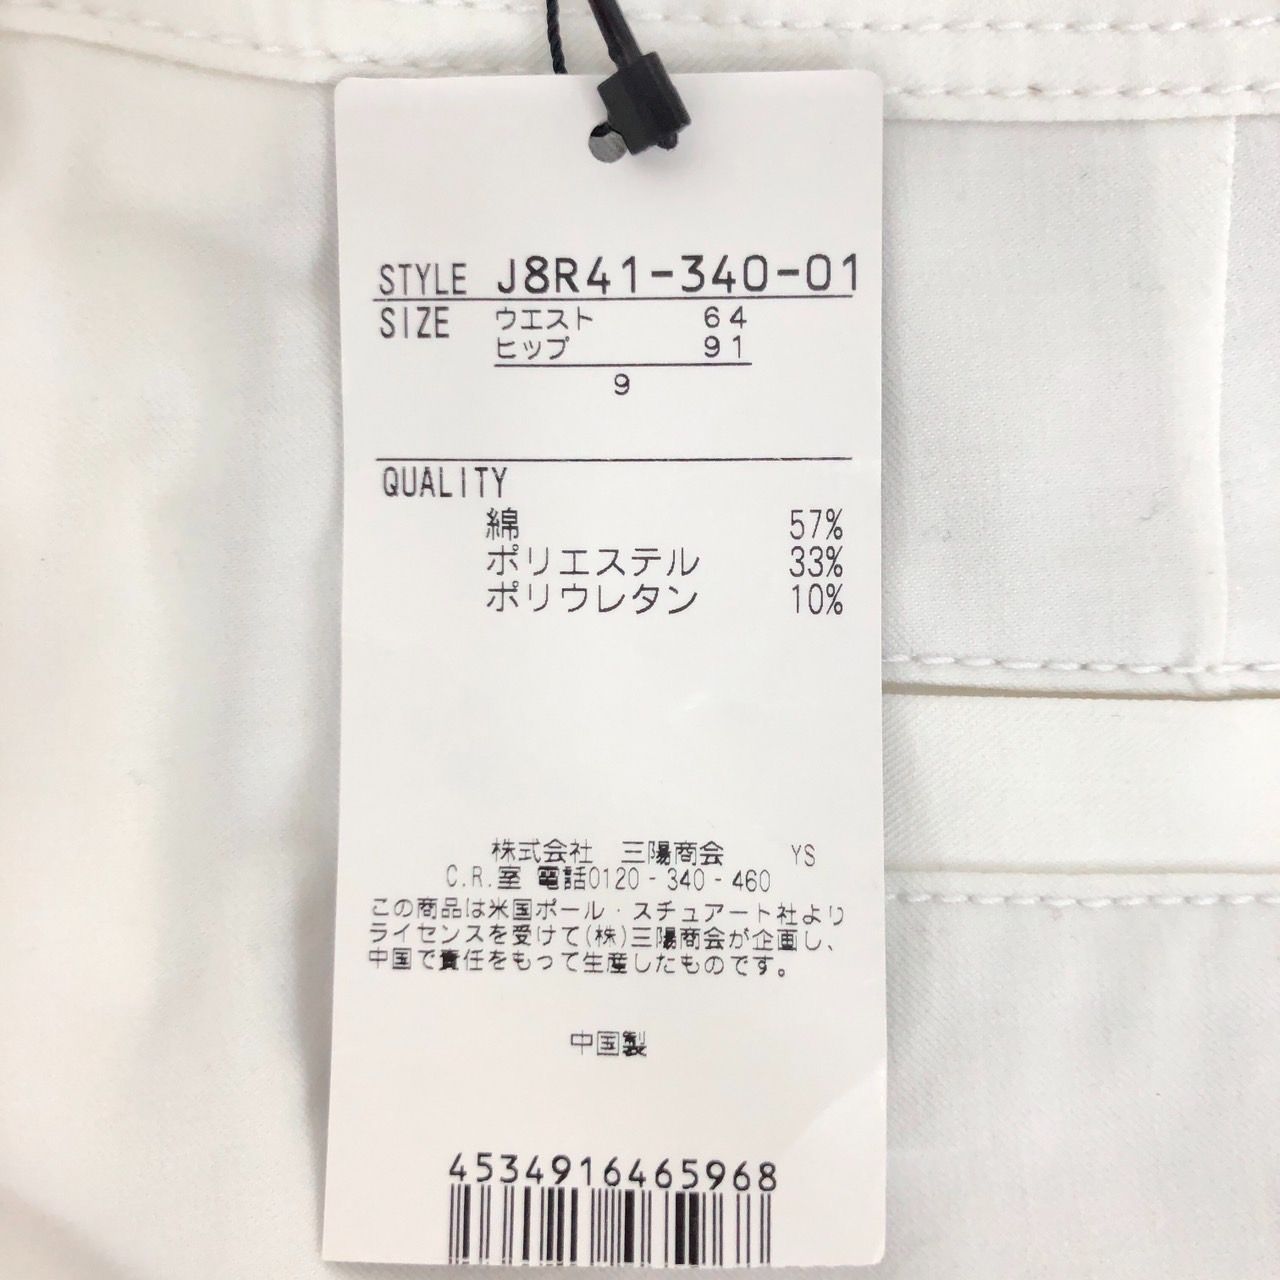 STYLE J8R41-340-01
SIZE ウエスト 64
ヒップ 91
9
QUALITY
綿 57%
ポリエステル 33%
ポリウレタン 10%
株式会社 三陽商会 YS
C.R.室 電話0120-340-460
この商品は米国ポール・スチュアート社より
ライセンスを受けて(株)三陽商会が企画し、
中国で責任をもって生産したものです。
中国製
4534916465968